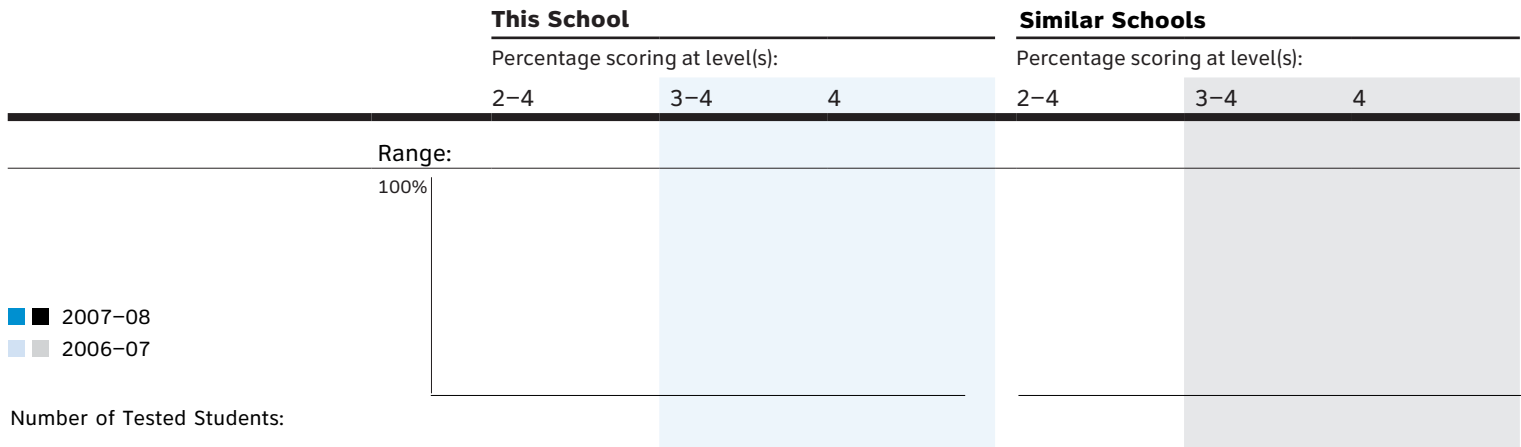 This School Similar Schools
Percentage scoring at level(s): Percentage scoring at level(s):
2–4 3–4 4 2–4 3–4 4
Range:
100%
2007–08
2006–07
Number of Tested Students: